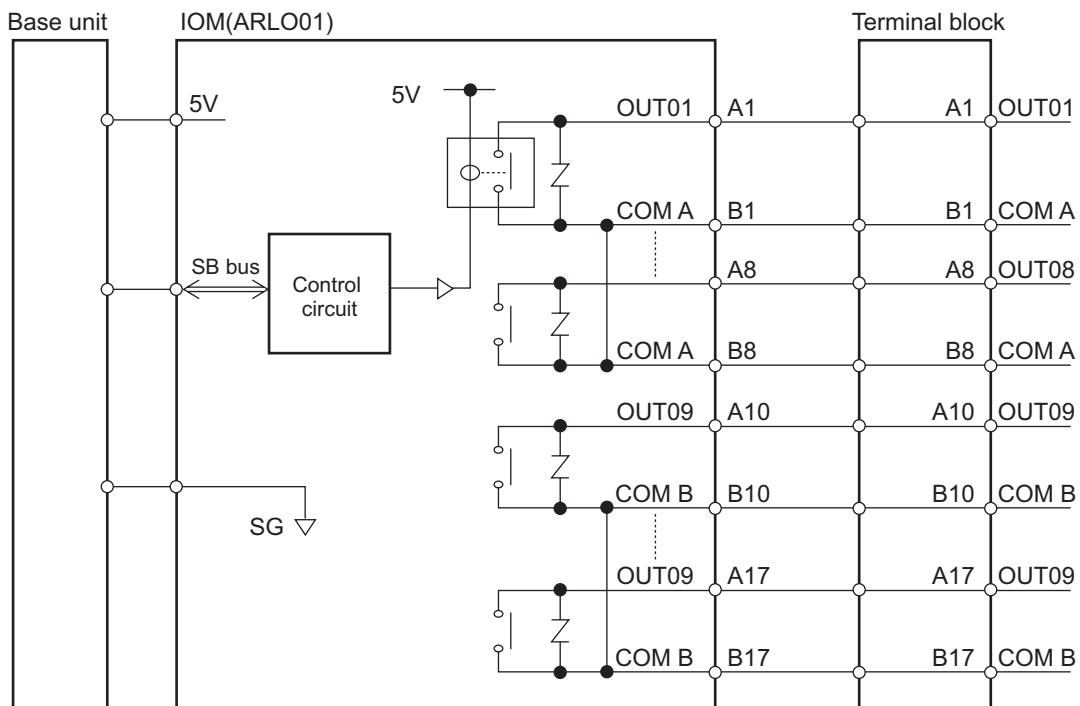 Base unit IOM(ARLO01) Terminal block
5V 5V OUT01 A1 A1 OUT01
COM A B1 B1 COM A
SB bus Control circuit A8 A8 OUT08
COM A B8 B8 COM A
OUT09 A10 A10 OUT09
COM B B10 B10 COM B
SG
OUT09 A17 A17 OUT09
COM B B17 B17 COM B